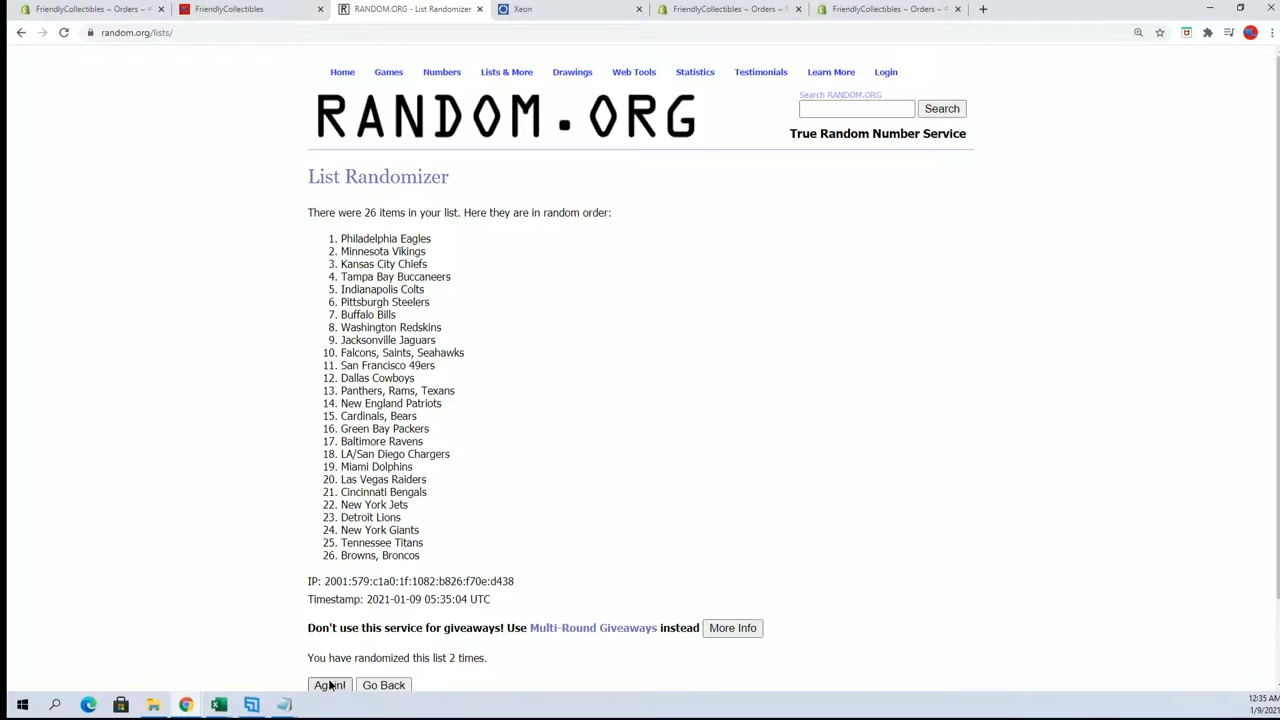 FriendlyCollectibles ~ Orders ~
FriendlyCollectibles
RANDOM.ORG - List Randomizer
Xeon
FriendlyCollectibles ~ Orders ~
FriendlyCollectibles ~ Orders ~
random.org/lists/
Home Games Numbers Lists & More Drawings Web Tools Statistics Testimonials Learn More Login
RANDOM.ORG
Search RANDOM.ORG
Search
True Random Number Service
List Randomizer
There were 26 items in your list. Here they are in random order:
1. Philadelphia Eagles
2. Minnesota Vikings
3. Kansas City Chiefs
4. Tampa Bay Buccaneers
5. Indianapolis Colts
6. Pittsburgh Steelers
7. Buffalo Bills
8. Washington Redskins
9. Jacksonville Jaguars
10. Falcons, Saints, Seahawks
11. San Francisco 49ers
12. Dallas Cowboys
13. Panthers, Rams, Texans
14. New England Patriots
15. Cardinals, Bears
16. Green Bay Packers
17. Baltimore Ravens
18. LA/San Diego Chargers
19. Miami Dolphins
20. Las Vegas Raiders
21. Cincinnati Bengals
22. New York Jets
23. Detroit Lions
24. New York Giants
25. Tennessee Titans
26. Browns, Broncos
IP: 2001:579:c1a0:1f:1082:b826:f70e:d438
Timestamp: 2021-01-09 05:35:04 UTC
Don't use this service for giveaways! Use Multi-Round Giveaways instead More Info
You have randomized this list 2 times.
Again! Go Back
12:35 AM
1/9/2021